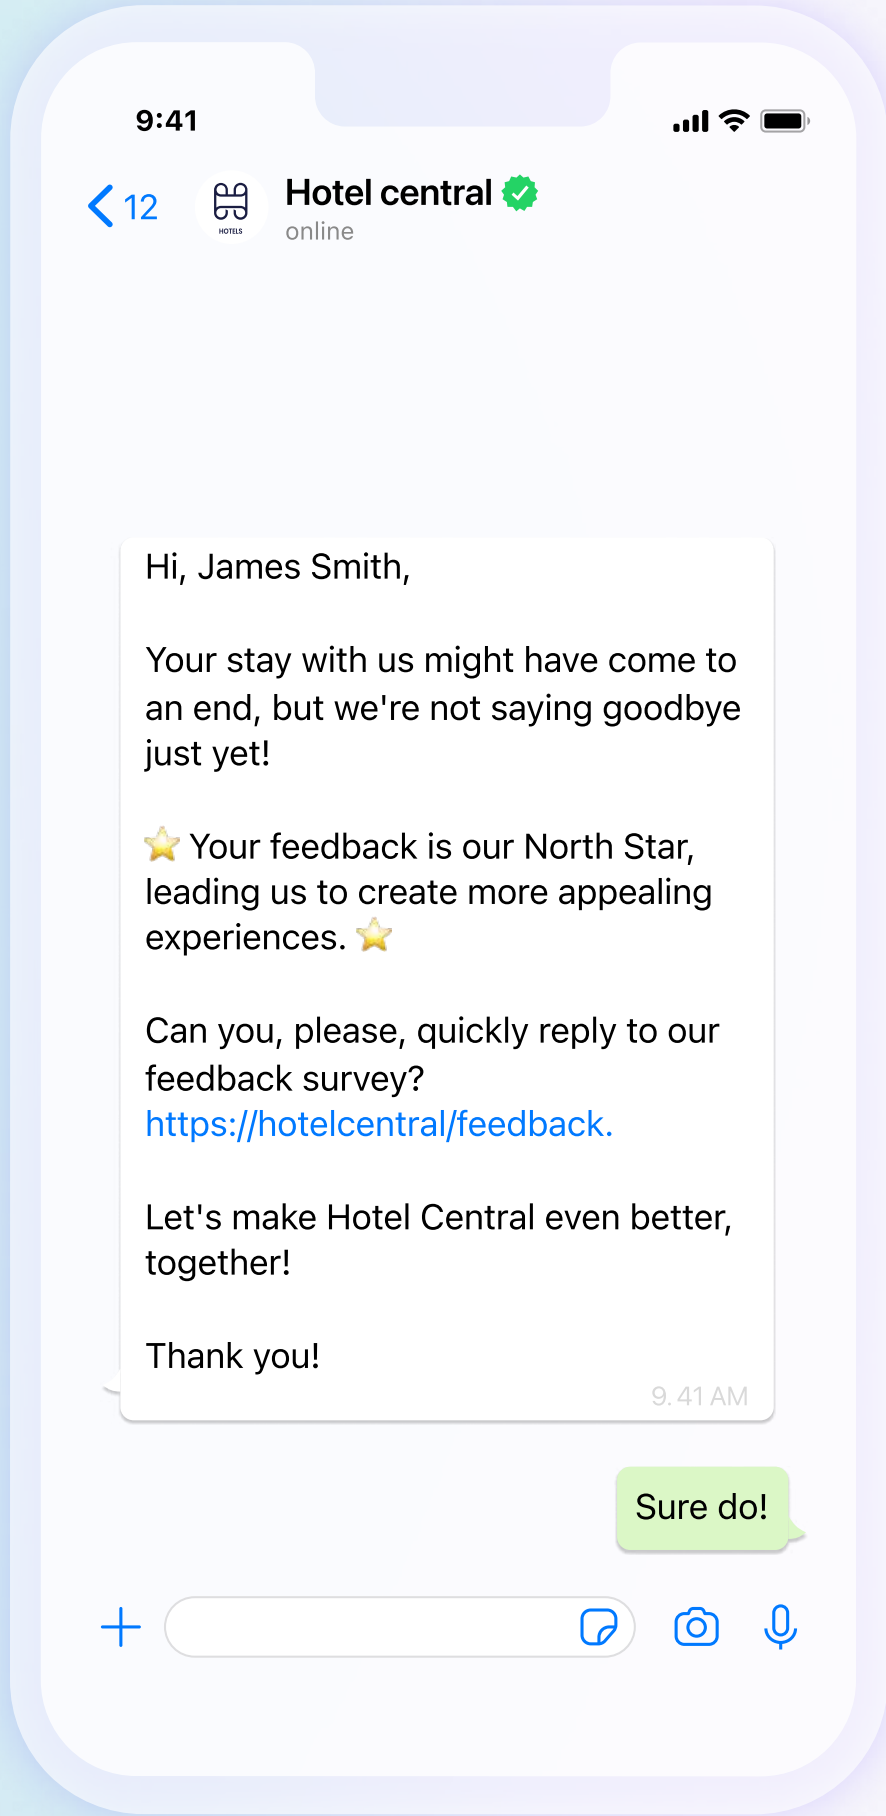 9:41
12
HOTELS
Hotel central
online
Hi, James Smith,
Your stay with us might have come to
an end, but we're not saying goodbye
just yet!
⭐ Your feedback is our North Star,
leading us to create more appealing
experiences. ⭐
Can you, please, quickly reply to our
feedback survey?
https://hotelcentral/feedback.
Let's make Hotel Central even better,
together!
Thank you!
9.41 AM
Sure do!